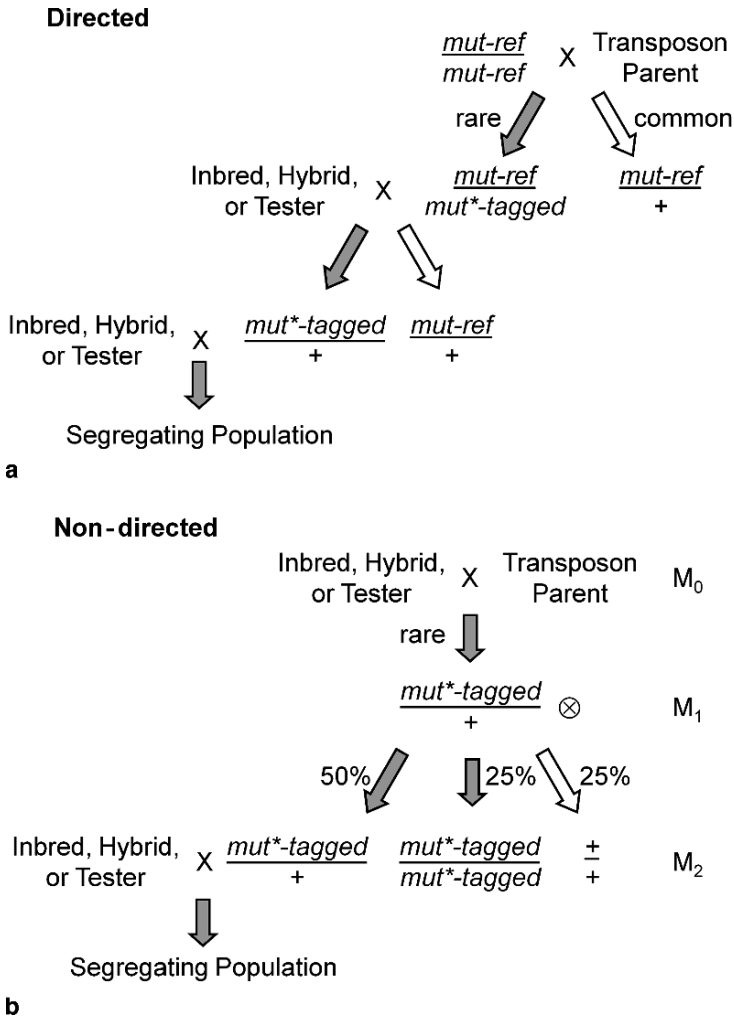 Directed
mut-ref
mut-ref
X
Transposon
Parent
rare
common
Inbred, Hybrid,
or Tester
X
mut-ref
mut*-tagged
mut-ref
+
Inbred, Hybrid,
or Tester
X
mut*-tagged
+
mut-ref
+
Segregating Population
a
Non-directed
Inbred, Hybrid,
or Tester
X
Transposon
Parent
M0
rare
mut*-tagged
+
⊗
M1
50%
25%
25%
Inbred, Hybrid,
or Tester
X
mut*-tagged
+
mut*-tagged
mut*-tagged
+
+
M2
Segregating Population
b